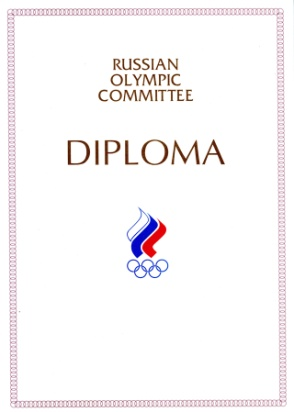 RUSSIAN
OLYMPIC
COMMITTEE
DIPLOMA